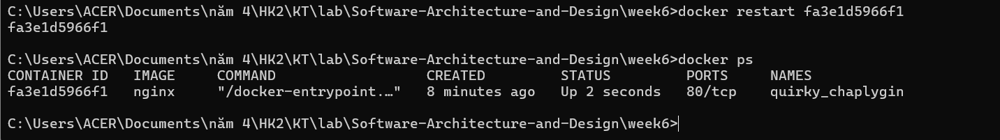 C:\Users\ACER\Documents\năm 4\HK2\KT\lab\Software-Architecture-and-Design\week6>docker restart fa3e1d5966f1
fa3e1d5966f1
C:\Users\ACER\Documents\năm 4\HK2\KT\lab\Software-Architecture-and-Design\week6>docker ps
CONTAINER ID   IMAGE     COMMAND                  CREATED         STATUS         PORTS     NAMES
fa3e1d5966f1   nginx     "/docker-entrypoint.…"   8 minutes ago   Up 2 seconds   80/tcp    quirky_chaplygin
C:\Users\ACER\Documents\năm 4\HK2\KT\lab\Software-Architecture-and-Design\week6>